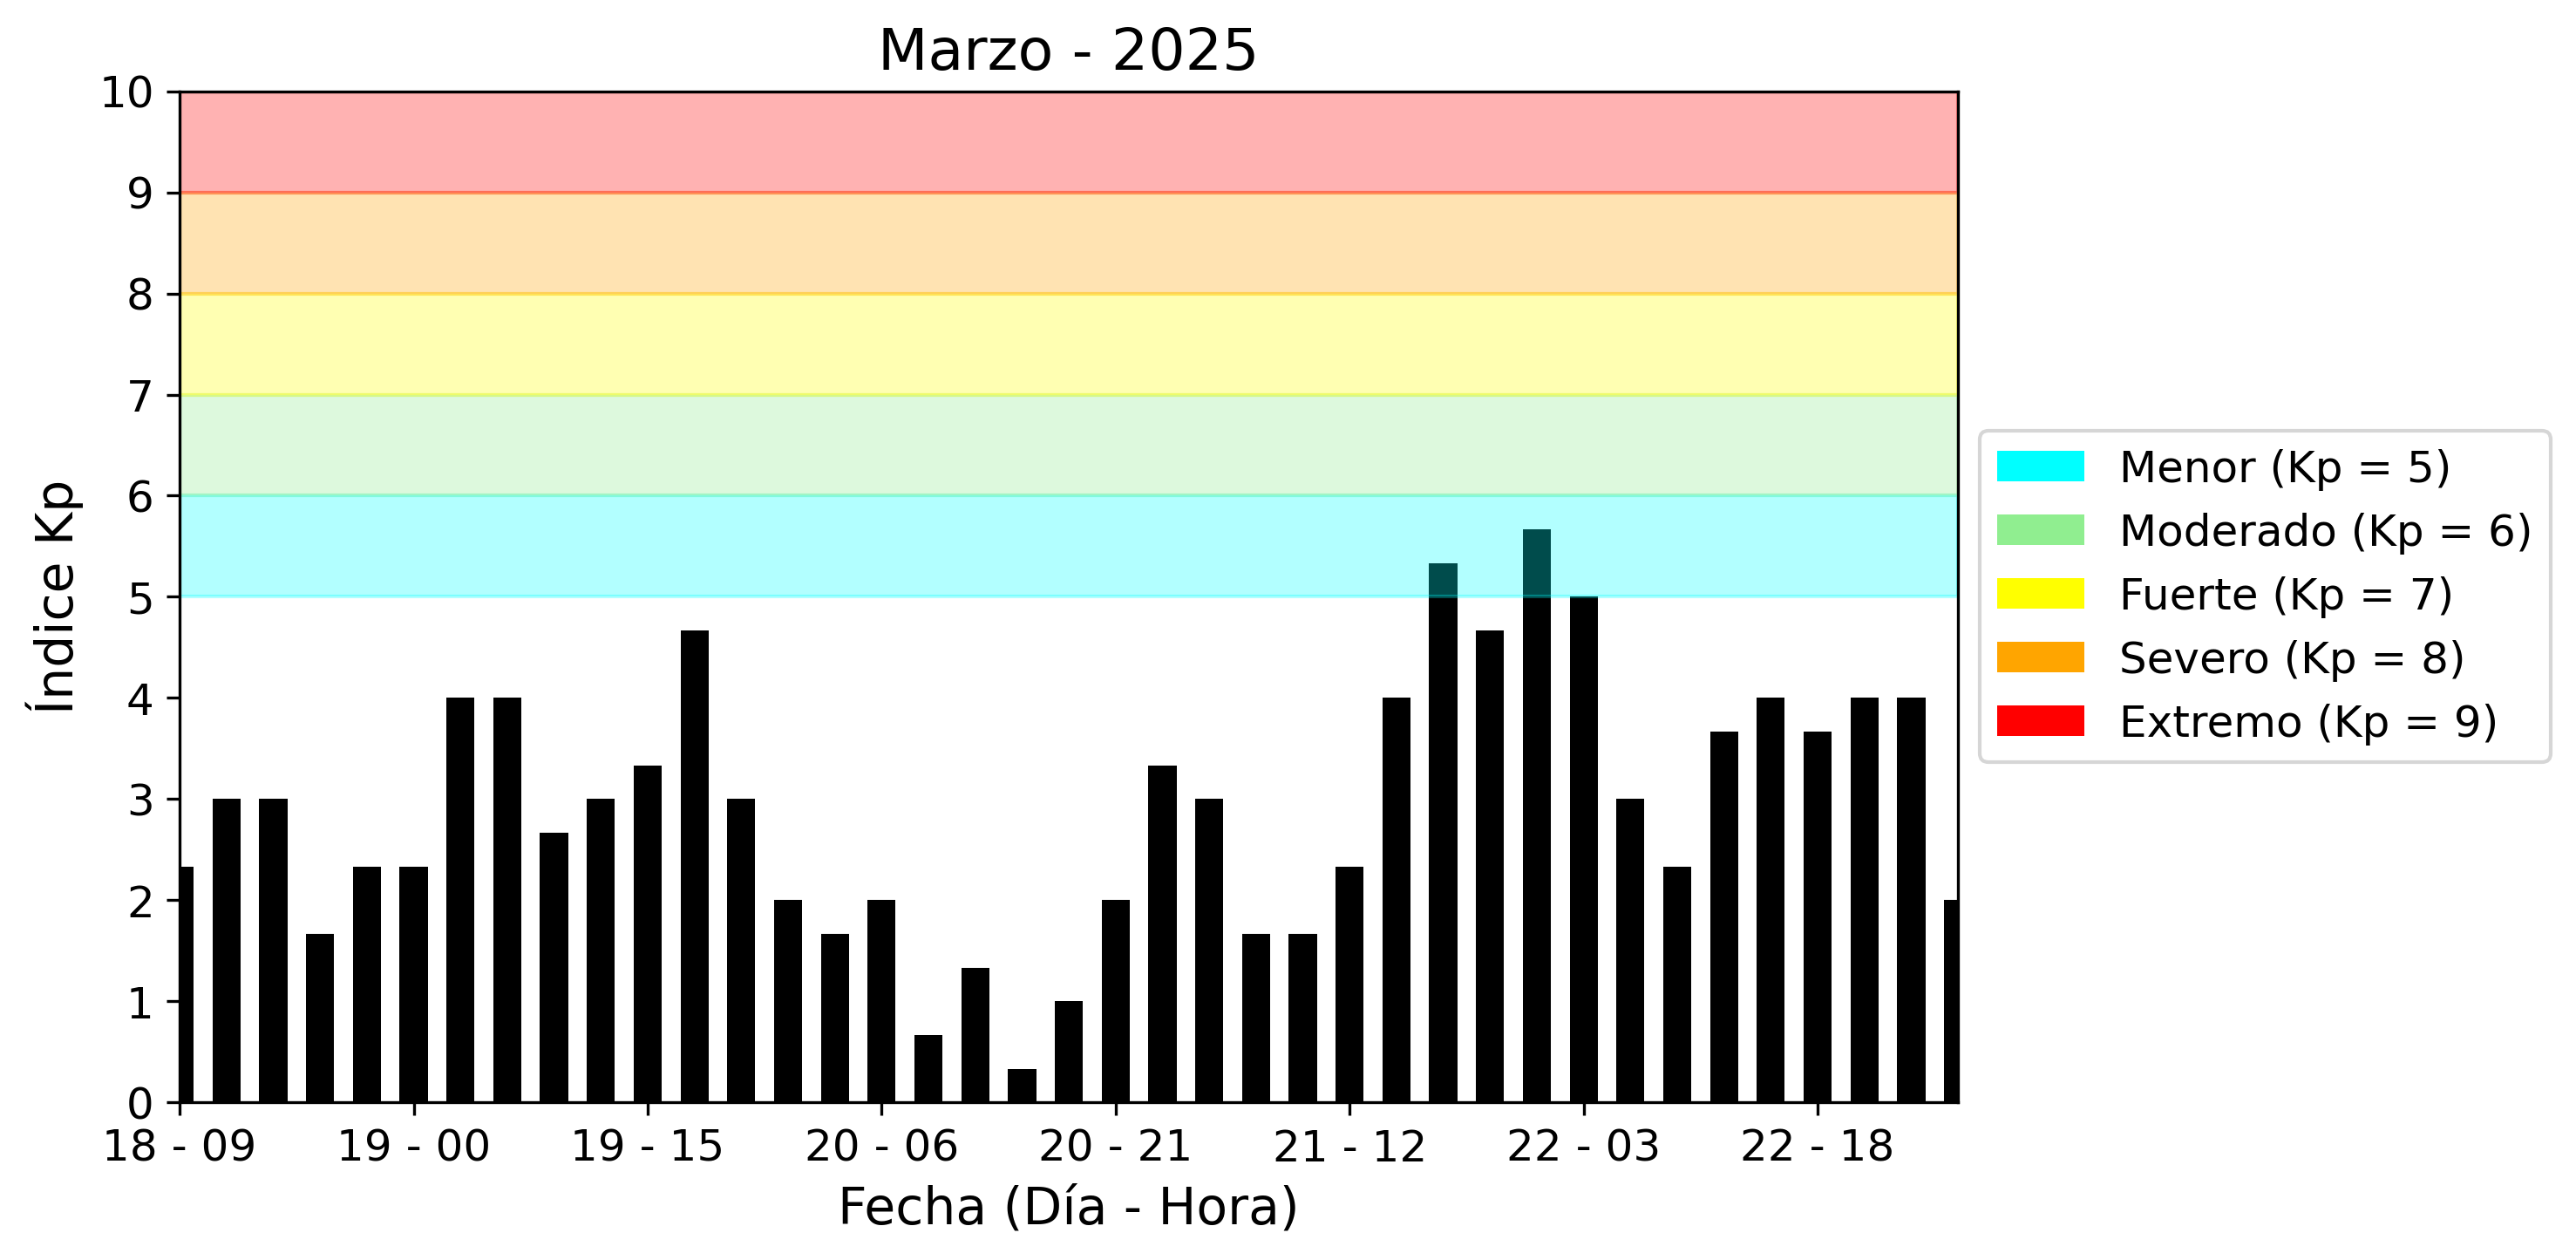 Marzo - 2025
10
9
8
7
6
5
4
3
2
1
0
Índice Kp
18 - 09
19 - 00
19 - 15
20 - 06
20 - 21
21 - 12
22 - 03
22 - 18
Fecha (Día - Hora)
Menor (Kp = 5)
Moderado (Kp = 6)
Fuerte (Kp = 7)
Severo (Kp = 8)
Extremo (Kp = 9)